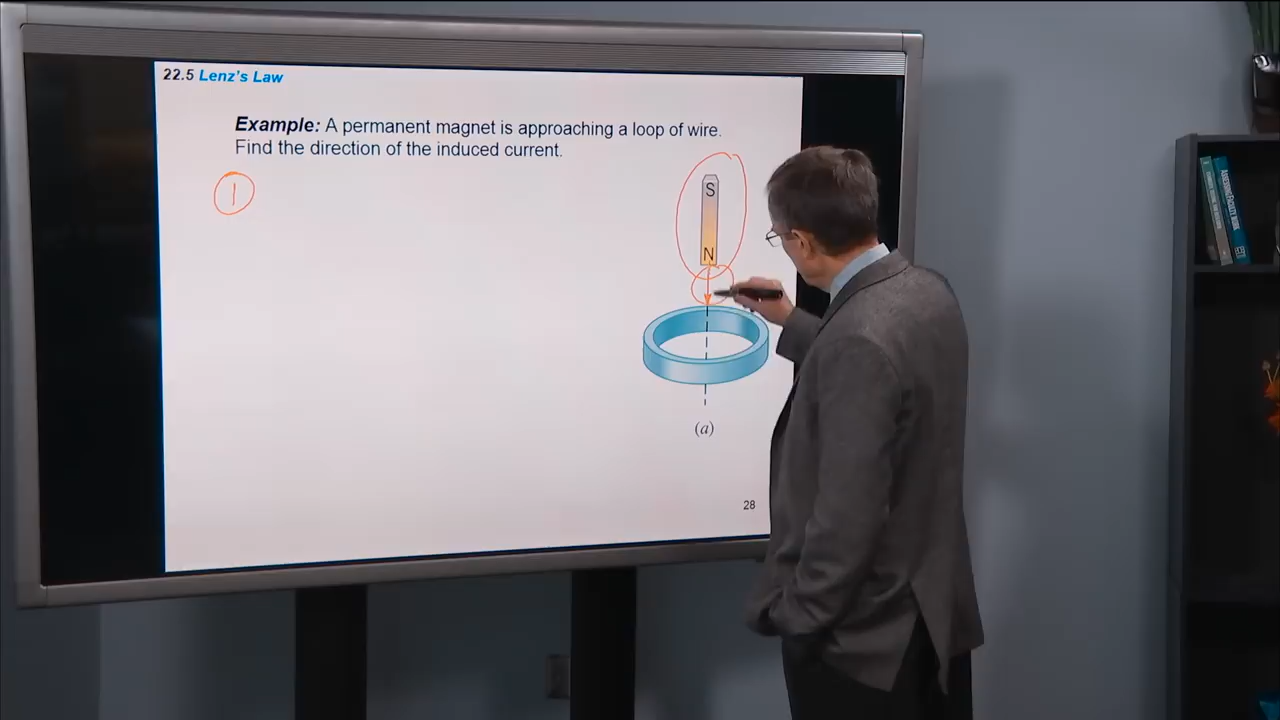 22.5 Lenz's Law
Example: A permanent magnet is approaching a loop of wire.
Find the direction of the induced current.
1
S
N
(a)
28